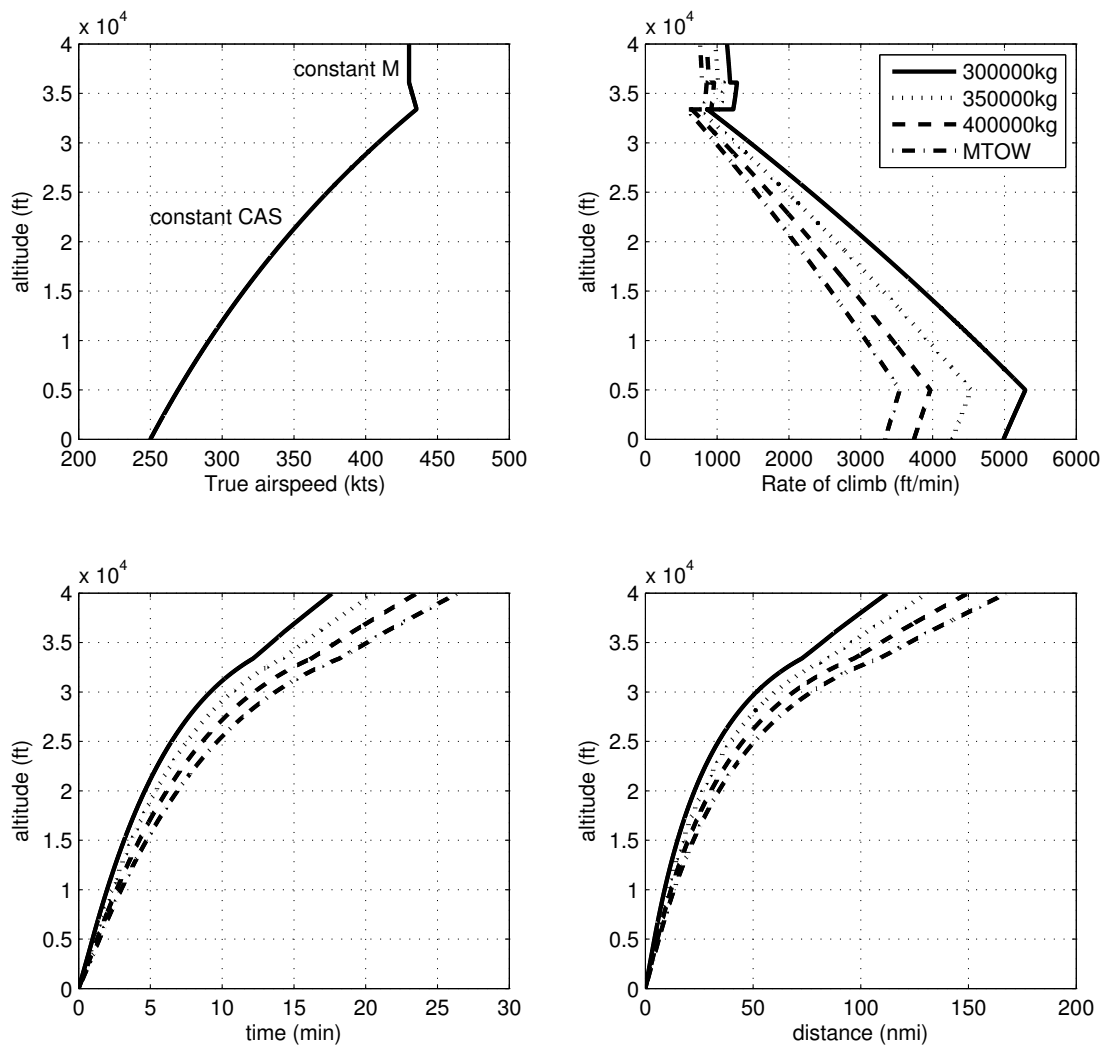 x 10^4
4
3.5
3
2.5
2
1.5
1
0.5
0
altitude (ft)
constant M
constant CAS
200 250 300 350 400 450 500
True airspeed (kts)
x 10^4
4
3.5
3
2.5
2
1.5
1
0.5
0
altitude (ft)
300000kg
350000kg
400000kg
MTOW
0 1000 2000 3000 4000 5000 6000
Rate of climb (ft/min)
x 10^4
4
3.5
3
2.5
2
1.5
1
0.5
0
altitude (ft)
0 5 10 15 20 25 30
time (min)
x 10^4
4
3.5
3
2.5
2
1.5
1
0.5
0
altitude (ft)
0 50 100 150 200
distance (nmi)